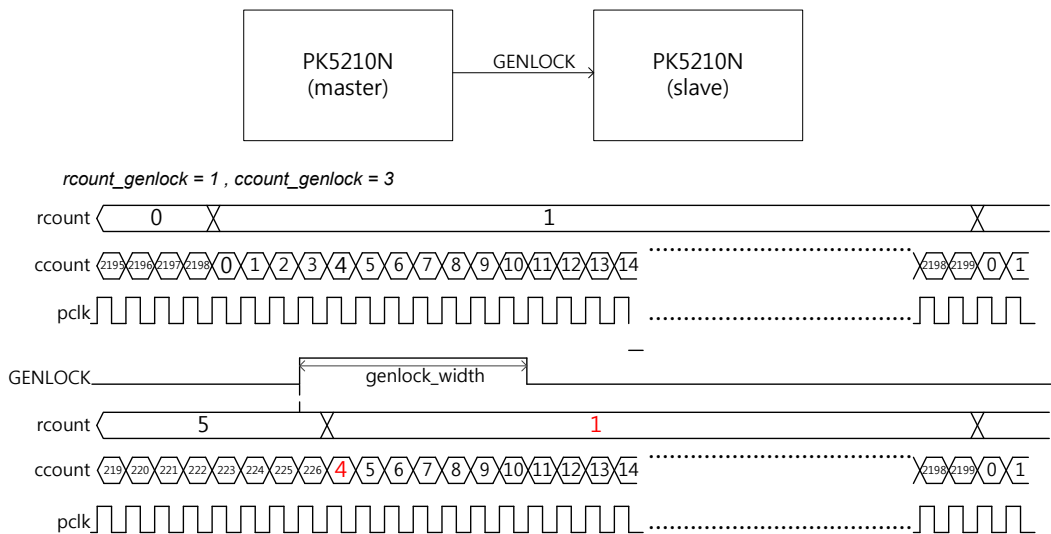 PK5210N
(master)
GENLOCK
PK5210N
(slave)
rcount_genlock = 1 , ccount_genlock = 3
rcount 0 1
ccount 2195 2196 2197 2198 0 1 2 3 4 5 6 7 8 9 10 11 12 13 14 2198 2199 0 1
pclk
GENLOCK genlock_width
rcount 5 1
ccount 219 220 221 222 223 224 225 226 4 5 6 7 8 9 10 11 12 13 14 2198 2199 0 1
pclk